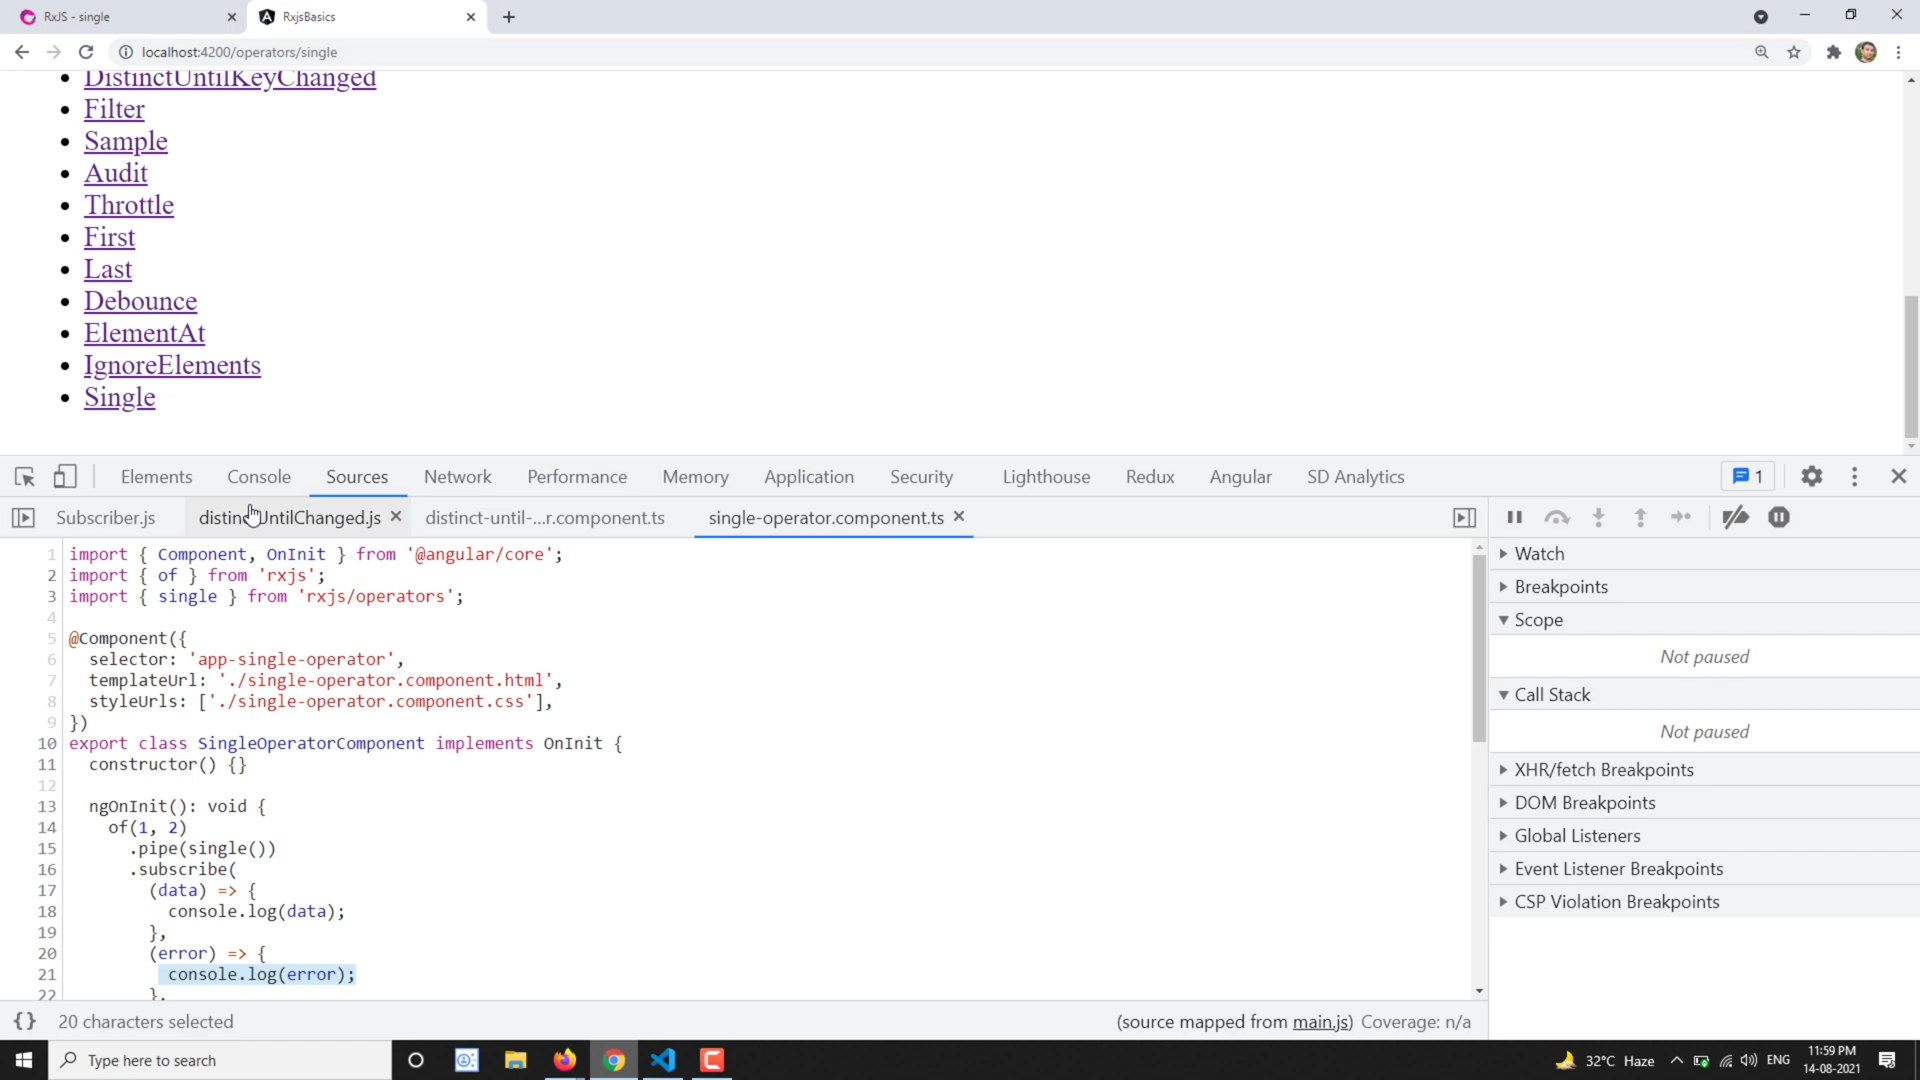 RxJS - single
RxjsBasics
localhost:4200/operators/single
DistinctUntilKeyChanged
Filter
Sample
Audit
Throttle
First
Last
Debounce
ElementAt
IgnoreElements
Single
Elements Console Sources Network Performance Memory Application Security Lighthouse Redux Angular SD Analytics 1
Subscriber.js distinctUntilChanged.js distinct-until-...r.component.ts single-operator.component.ts
1 import { Component, OnInit } from '@angular/core';
2 import { of } from 'rxjs';
3 import { single } from 'rxjs/operators';
4
5 @Component({
6 selector: 'app-single-operator',
7 templateUrl: './single-operator.component.html',
8 styleUrls: ['./single-operator.component.css'],
9 })
10 export class SingleOperatorComponent implements OnInit {
11 constructor() {}
12
13 ngOnInit(): void {
14 of(1, 2)
15 .pipe(single())
16 .subscribe(
17 (data) => {
18 console.log(data);
19 },
20 (error) => {
21 console.log(error);
22 },
Watch
Breakpoints
Scope
Not paused
Call Stack
Not paused
XHR/fetch Breakpoints
DOM Breakpoints
Global Listeners
Event Listener Breakpoints
CSP Violation Breakpoints
{} 20 characters selected
(source mapped from main.js) Coverage: n/a
Type here to search
32°C Haze
ENG
11:59 PM
14-08-2021